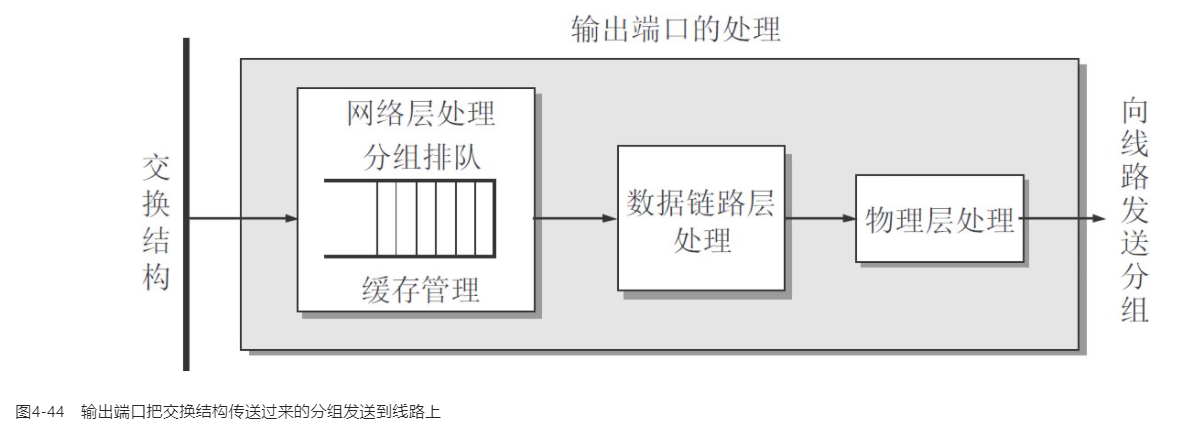 输出端口的处理
交换结构
网络层处理
分组排队
缓存管理
数据链路层
处理
物理层处理
向线路发送分组
图4-44 输出端口把交换结构传送过来的分组发送到线路上